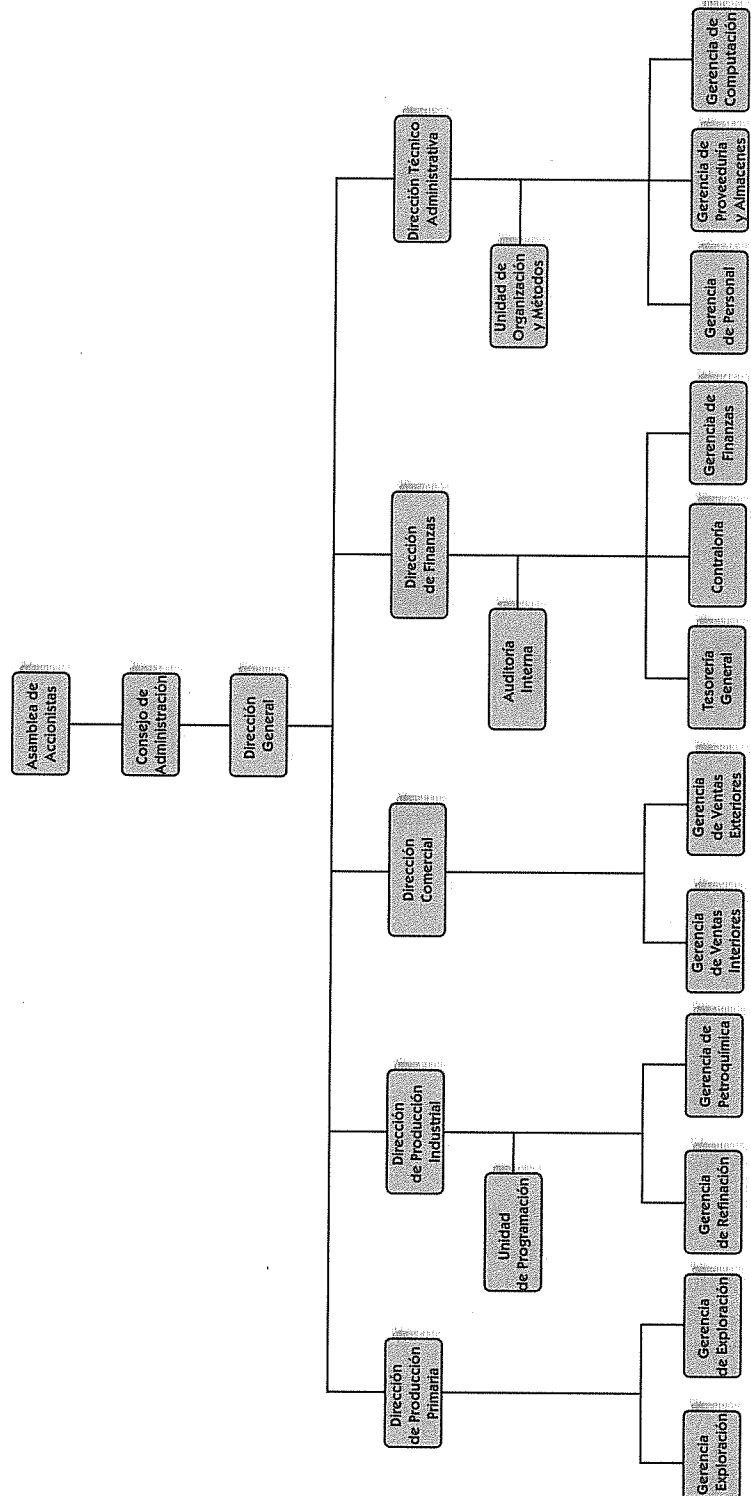 Asamblea de
Accionistas
Consejo de
Administración
Dirección
General
Dirección
de Producción
Primaria
Dirección
de Producción
Industrial
Dirección
Comercial
Dirección
de Finanzas
Dirección Técnico
Administrativa
Unidad
de Programación
Auditoría
Interna
Unidad de
Organización
y Métodos
Gerencia
Exploración
Gerencia
de Exploración
Gerencia
de Refinación
Gerencia de
Petroquímica
Gerencia
de Ventas
Interiores
Gerencia
de Ventas
Exteriores
Tesorería
General
Contraloría
Gerencia de
Finanzas
Gerencia
de Personal
Gerencia de
Proveeduría
y Almacenes
Gerencia de
Computación